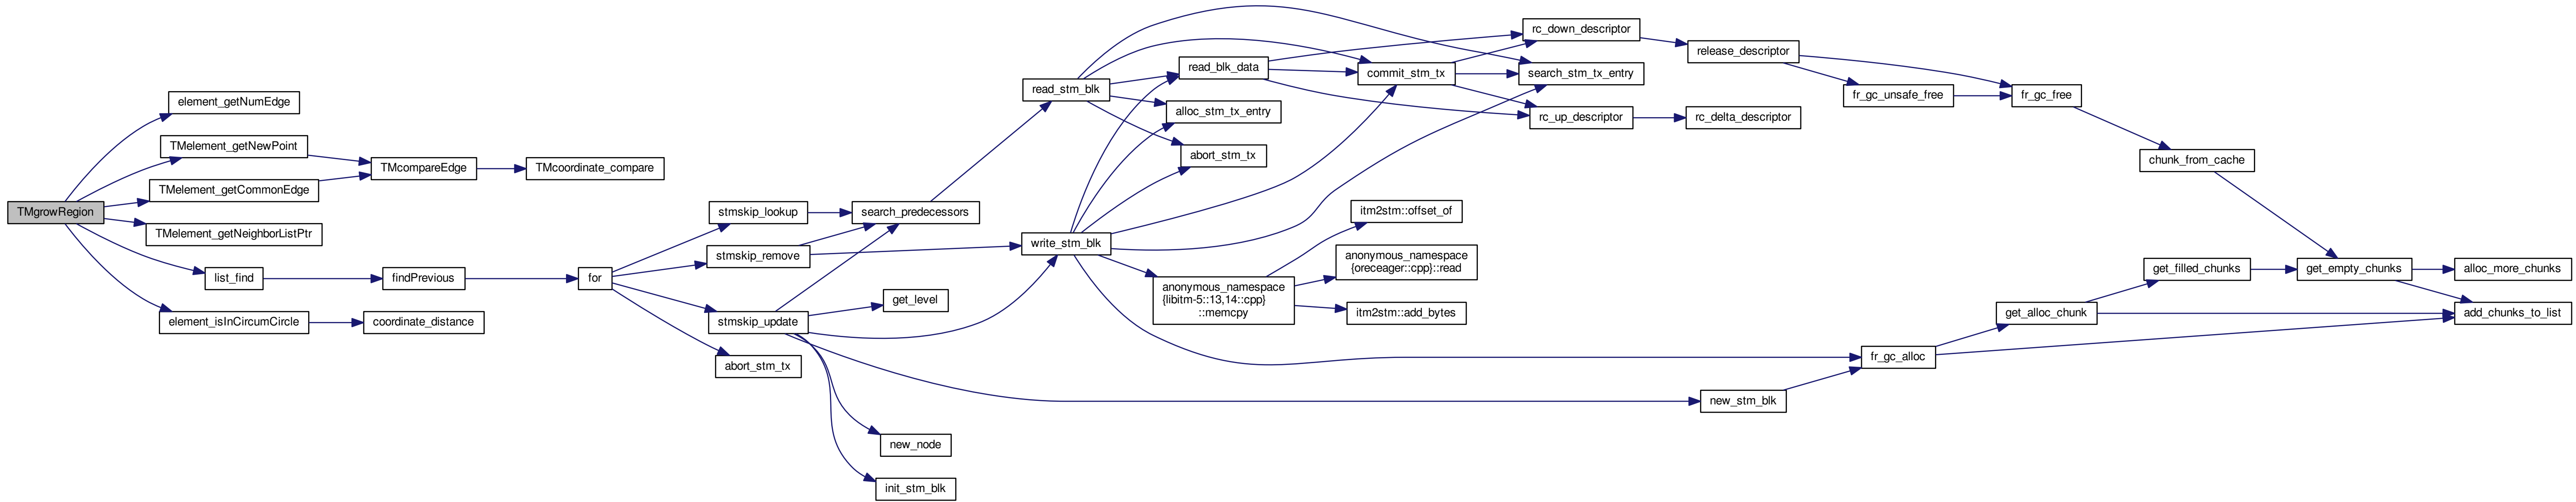 TMgrowRegion
element_getNumEdge
TMelement_getNewPoint
TMelement_getCommonEdge
TMelement_getNeighborListPtr
list_find
element_isInCircumCircle
TMcompareEdge
TMcoordinate_compare
findPrevious
coordinate_distance
for
stmskip_lookup
stmskip_remove
stmskip_update
abort_stm_tx
search_predecessors
get_level
new_node
init_stm_blk
read_stm_blk
write_stm_blk
read_blk_data
alloc_stm_tx_entry
abort_stm_tx
anonymous_namespace
{libitm-5::13,14::cpp}
::memcpy
commit_stm_tx
itm2stm::offset_of
anonymous_namespace
{oreceager::cpp}::read
itm2stm::add_bytes
rc_down_descriptor
search_stm_tx_entry
rc_up_descriptor
release_descriptor
rc_delta_descriptor
new_stm_blk
fr_gc_unsafe_free
fr_gc_alloc
fr_gc_free
get_alloc_chunk
chunk_from_cache
get_filled_chunks
get_empty_chunks
alloc_more_chunks
add_chunks_to_list